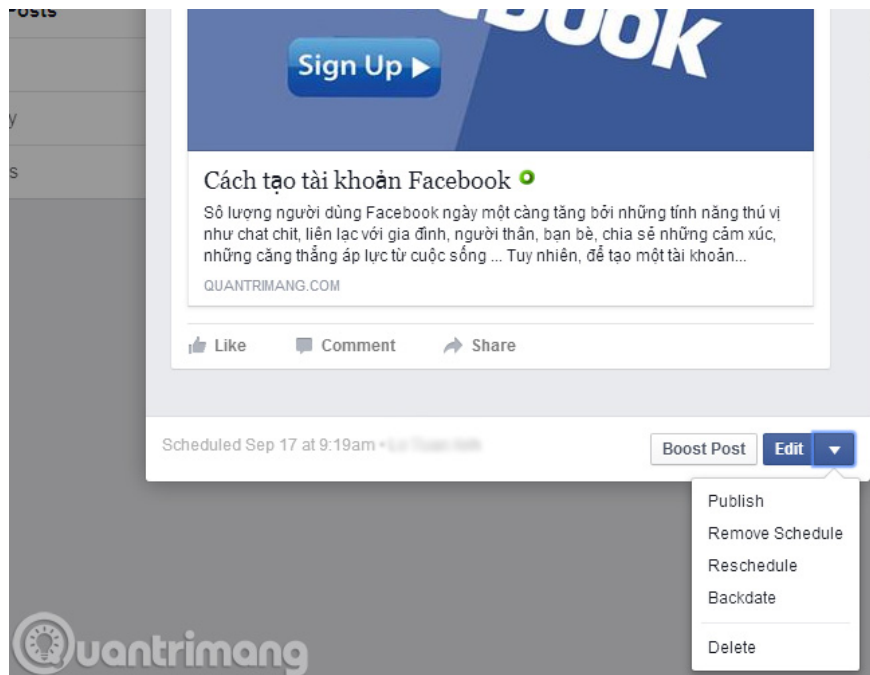 Posts
y
s
Sign Up
Cách tạo tài khoản Facebook
Số lượng người dùng Facebook ngày một càng tăng bởi những tính năng thú vị
như chat chit, liên lạc với gia đình, người thân, bạn bè, chia sẻ những cảm xúc,
những căng thẳng áp lực từ cuộc sống ... Tuy nhiên, để tạo một tài khoản...
QUANTRIMANG.COM
Like Comment Share
Scheduled Sep 17 at 9:19am •
Boost Post Edit
Publish
Remove Schedule
Reschedule
Backdate
Delete
Quantrimang